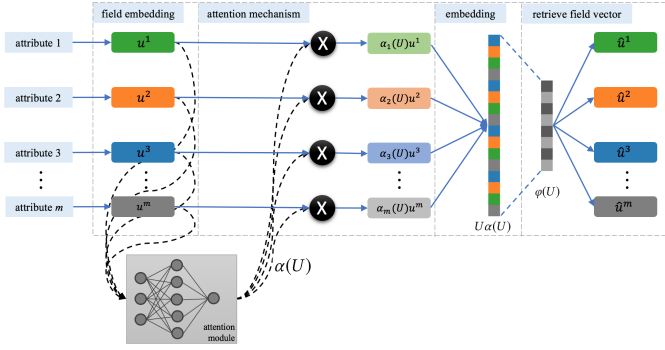 field embedding
attention mechanism
embedding
retrieve field vector
attribute 1
u¹
X
α₁(U)u¹
û¹
attribute 2
u²
X
α₂(U)u²
û²
attribute 3
u³
X
α₃(U)u³
û³
attribute m
uᵐ
X
αₘ(U)uᵐ
ûᵐ
φ(U)
Uα(U)
α(U)
attention
module